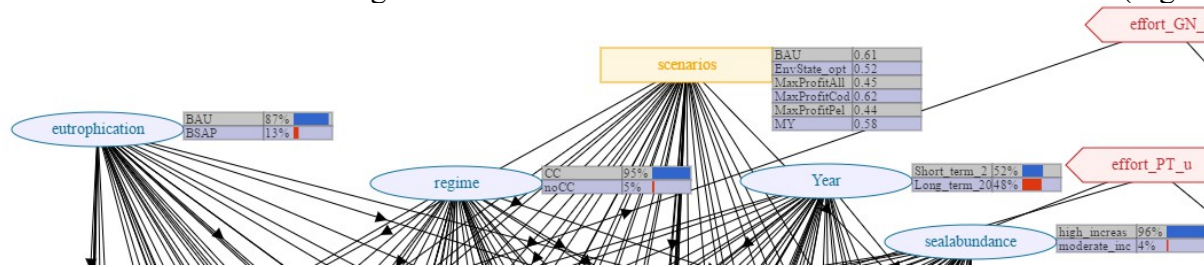 effort_GN_
scenarios
BAU 0.61
EnvState_opt 0.52
MaxProfitAll 0.45
MaxProfitCod 0.62
MaxProfitPel 0.44
MY 0.58
eutrophication
BAU 87%
BSAP 13%
regime
CC 95%
noCC 5%
Year
Short_term_2 52%
Long_term_20 48%
effort_PT_u
sealabundance
high_increas 96%
moderate_inc 4%